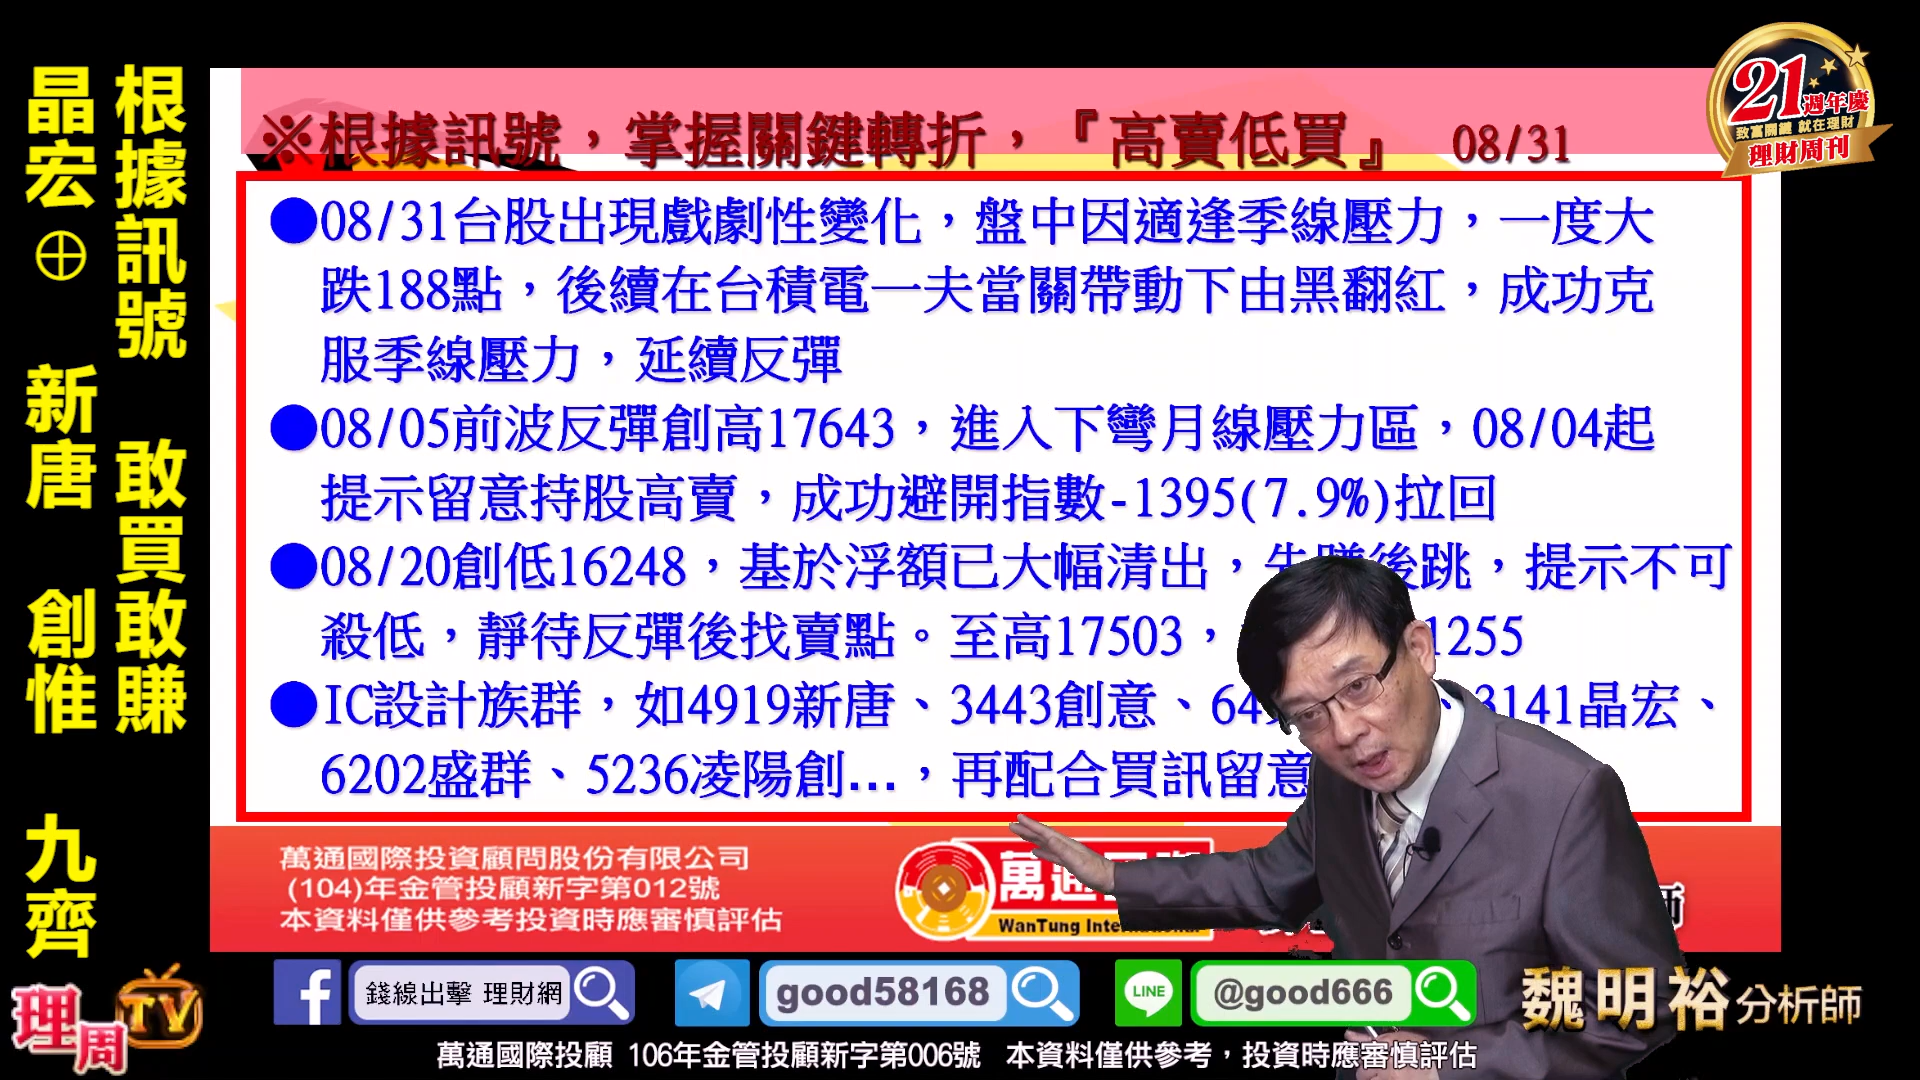 根據訊號 敢買敢賺
晶宏⊕ 新唐 創惟 九齊
※根據訊號，掌握關鍵轉折，『高賣低買』 08/31
21週年慶
致富關鍵 就在理財
理財周刊
●08/31台股出現戲劇性變化，盤中因適逢季線壓力，一度大
跌188點，後續在台積電一夫當關帶動下由黑翻紅，成功克
服季線壓力，延續反彈
●08/05前波反彈創高17643，進入下彎月線壓力區，08/04起
提示留意持股高賣，成功避開指數-1395(7.9%)拉回
●08/20創低16248，基於浮額已大幅清出，先蹲後跳，提示不可
殺低，靜待反彈後找賣點。至高17503， 1255
●IC設計族群，如4919新唐、3443創意、64 、3141晶宏、
6202盛群、5236凌陽創…，再配合買訊留意
萬通國際投資顧問股份有限公司
(104)年金管投顧新字第012號
本資料僅供參考投資時應審慎評估
萬通
WanTung
師
錢線出擊 理財網
good58168
LINE
@good666
魏明裕分析師
理周TV
萬通國際投顧 106年金管投顧新字第006號 本資料僅供參考，投資時應審慎評估